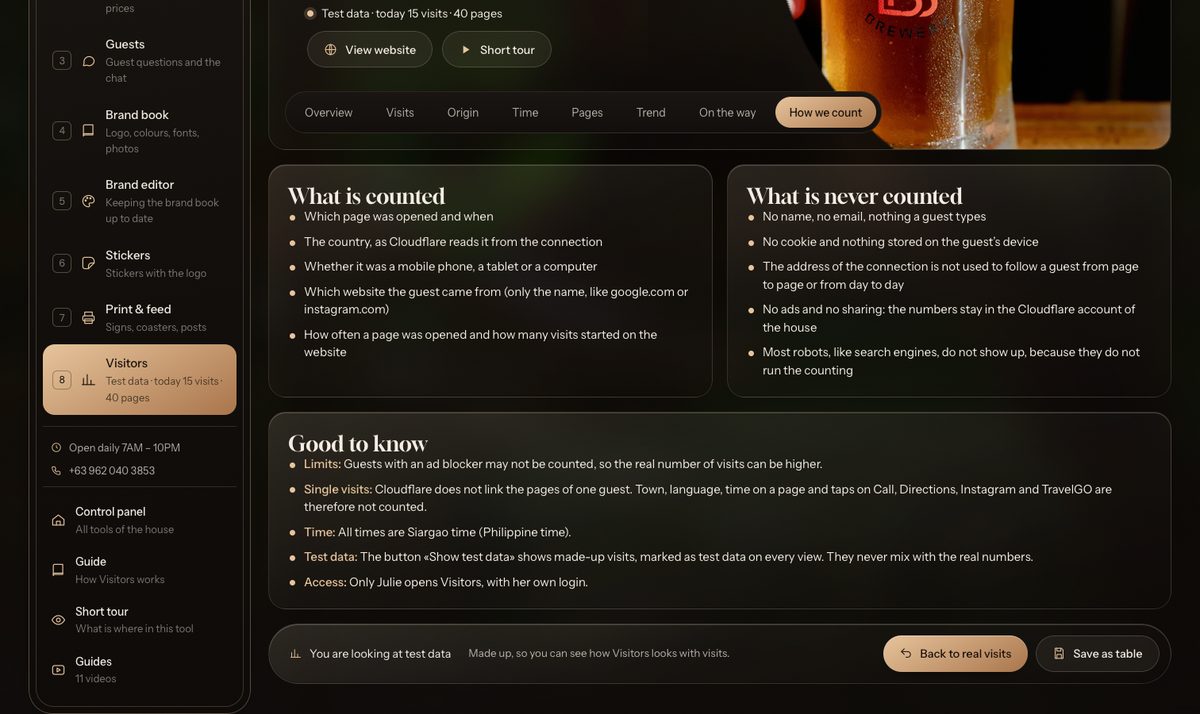 prices
3
Guests
Guest questions and the
chat
4
Brand book
Logo, colours, fonts,
photos
5
Brand editor
Keeping the brand book
up to date
6
Stickers
Stickers with the logo
7
Print & feed
Signs, coasters, posts
8
Visitors
Test data · today 15 visits ·
40 pages
Open daily 7AM – 10PM
+63 962 040 3853
Control panel
All tools of the house
Guide
How Visitors works
Short tour
What is where in this tool
Guides
11 videos
Test data · today 15 visits · 40 pages
View website
Short tour
BREWERY
Overview
Visits
Origin
Time
Pages
Trend
On the way
How we count
What is counted
Which page was opened and when
The country, as Cloudflare reads it from the connection
Whether it was a mobile phone, a tablet or a computer
Which website the guest came from (only the name, like google.com or
instagram.com)
How often a page was opened and how many visits started on the
website
What is never counted
No name, no email, nothing a guest types
No cookie and nothing stored on the guest's device
The address of the connection is not used to follow a guest from page
to page or from day to day
No ads and no sharing: the numbers stay in the Cloudflare account of
the house
Most robots, like search engines, do not show up, because they do not
run the counting
Good to know
Limits: Guests with an ad blocker may not be counted, so the real number of visits can be higher.
Single visits: Cloudflare does not link the pages of one guest. Town, language, time on a page and taps on Call, Directions, Instagram and TravelGO are
therefore not counted.
Time: All times are Siargao time (Philippine time).
Test data: The button «Show test data» shows made-up visits, marked as test data on every view. They never mix with the real numbers.
Access: Only Julie opens Visitors, with her own login.
You are looking at test data
Made up, so you can see how Visitors looks with visits.
Back to real visits
Save as table